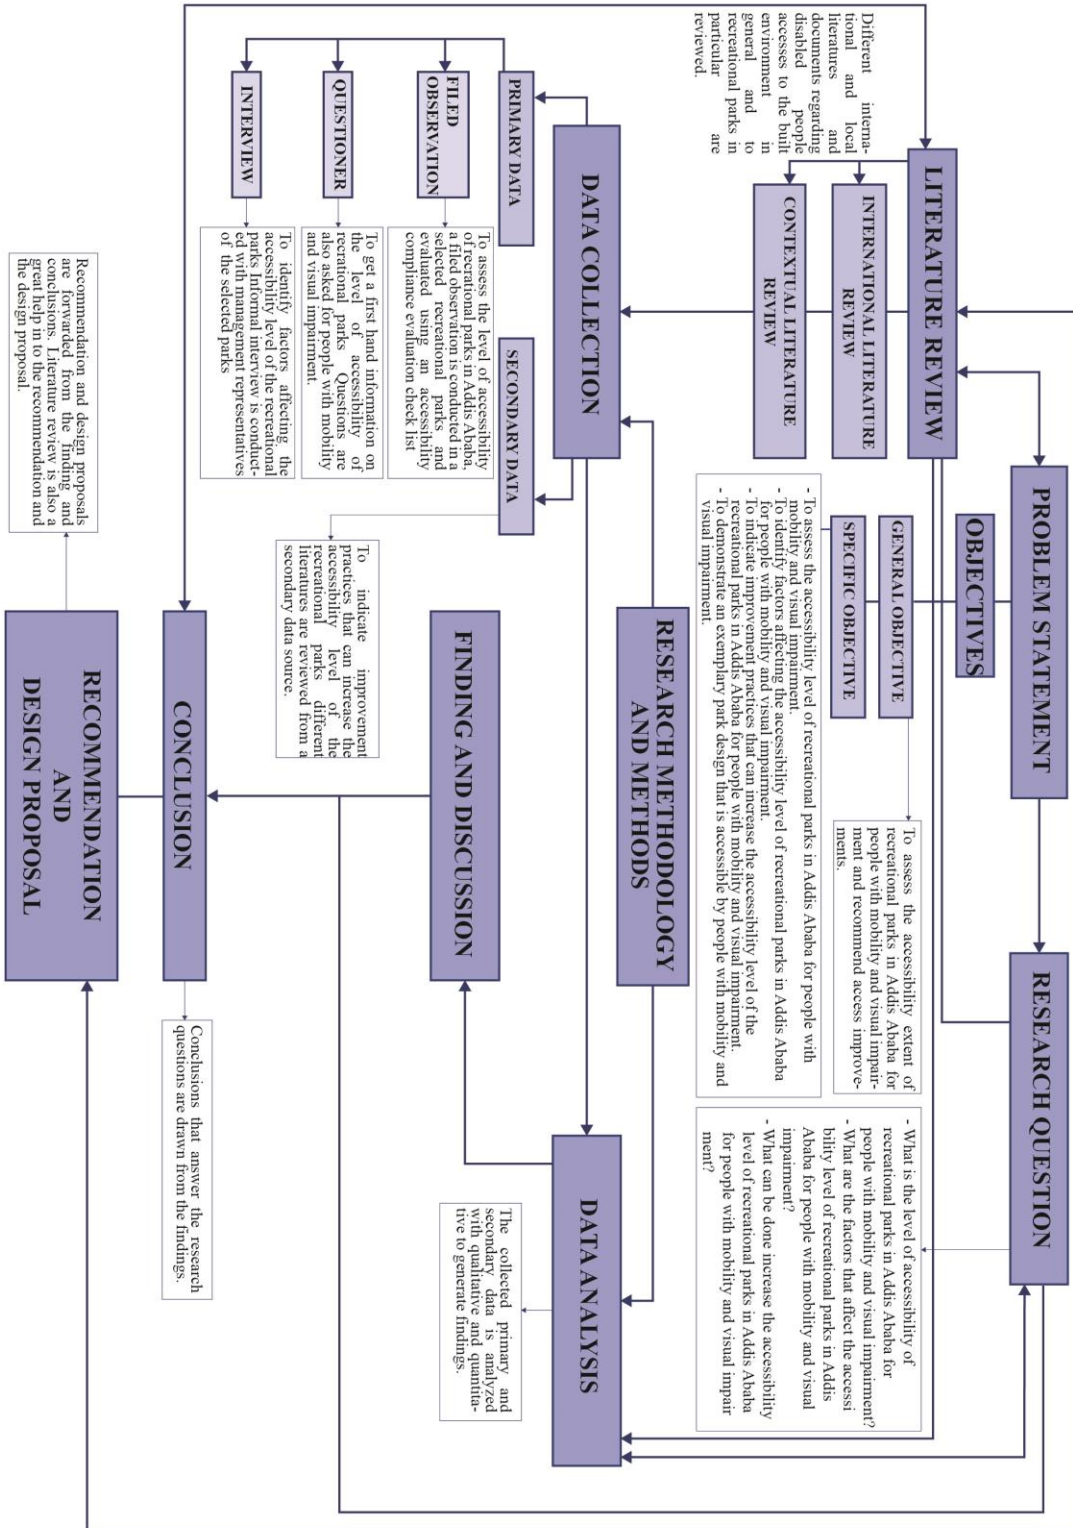 LITERATURE REVIEW
INTERNATIONAL LITERATURE
REVIEW
CONTEXTUAL LITERATURE
REVIEW
Different interna-
tional and local
literatures and
documents regarding
disabled people
accesses to the built
environment in
general and to
recreational parks in
particular are
reviewed.
PROBLEM STATEMENT
OBJECTIVES
GENERAL OBJECTIVE
SPECIFIC OBJECTIVE
To assess the accessibility extent of
recreational parks in Addis Ababa for
people with mobility and visual impair-
ment and recommend access improve-
ments.
- To assess the accessibility level of recreational parks in Addis Ababa for people with
mobility and visual impairment.
- To identify factors affecting the accessibility level of recreational parks in Addis Ababa
for people with mobility and visual impairment.
- To indicate improvement practices that can increase the accessibility level of the
recreational parks in Addis Ababa for people with mobility and visual impairment.
- To demonstrate an exemplary park design that is accessible by people with mobility and
visual impairment.
RESEARCH QUESTION
- What is the level of accessibility of
recreational parks in Addis Ababa for
people with mobility and visual impairment?
- What are the factors that affect the accessi
bility level of recreational parks in Addis
Ababa for people with mobility and visual
impairment?
- What can be done increase the accessibility
level of recreational parks in Addis Ababa
for people with mobility and visual impair
ment?
RESEARCH METHODOLOGY
AND METHODS
DATA COLLECTION
PRIMARY DATA
SECONDARY DATA
FILED
OBSERVATION
To assess the level of accessibility
of recreational parks in Addis Ababa,
a filed observation is conducted in a
selected recreational parks and
evaluated using an accessibility
compliance evaluation check list
QUESTIONER
To get a first hand information on
the level of accessibility of
recreational parks Questions are
also asked for people with mobility
and visual impairment.
INTERVIEW
To identify factors affecting the
accessibility level of the recreational
parks Informal interview is conduct-
ed with management representatives
of the selected parks
To indicate improvement
practices that can increase the
accessibility level of the
recreational parks different
literatures are reviewed from a
secondary data source.
DATA ANALYSIS
The collected primary and
secondary data is analyzed
with qualitative and quantita-
tive to generate findings.
FINDING AND DISCUSSION
CONCLUSION
Conclusions that answer the research
questions are drawn from the findings.
RECOMMENDATION
AND
DESIGN PROPOSAL
Recommendation and design proposals
are forwarded from the finding and
conclusions. Literature review is also a
great help in to the recommendation and
the design proposal.